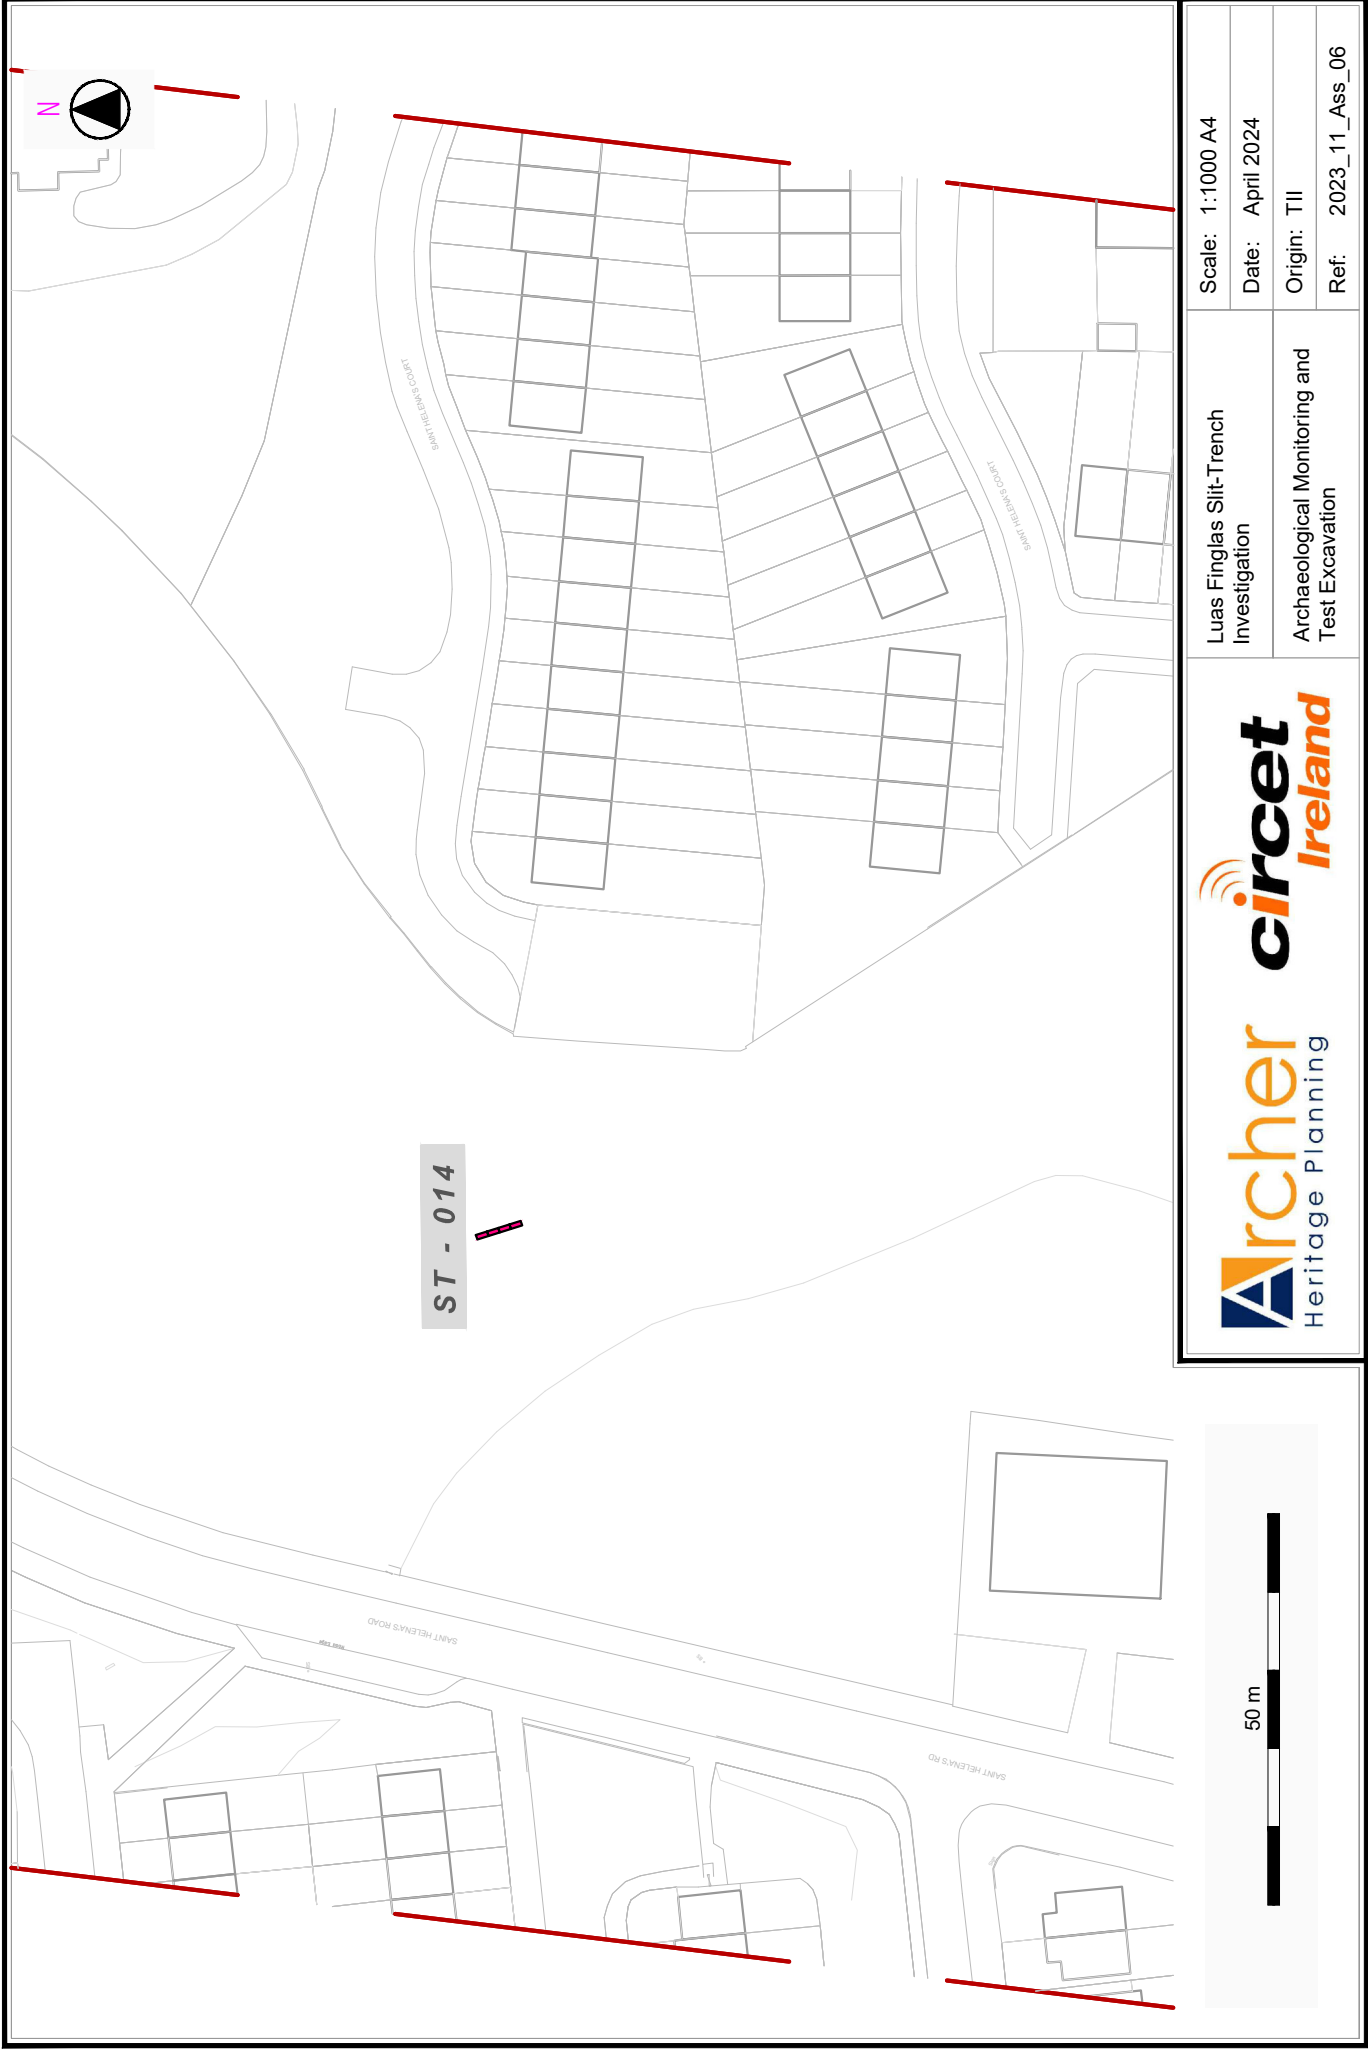 N
SAINT HELENA'S COURT
SAINT HELENA'S COURT
ST - 014
SAINT HELENA'S ROAD
SAINT HELENA'S RD
50 m
Archer
Heritage Planning
circet
Ireland
Luas Finglas Slit-Trench
Investigation
Archaeological Monitoring and
Test Excavation
Scale: 1:1000 A4
Date: April 2024
Origin: TII
Ref: 2023_11_Ass_06